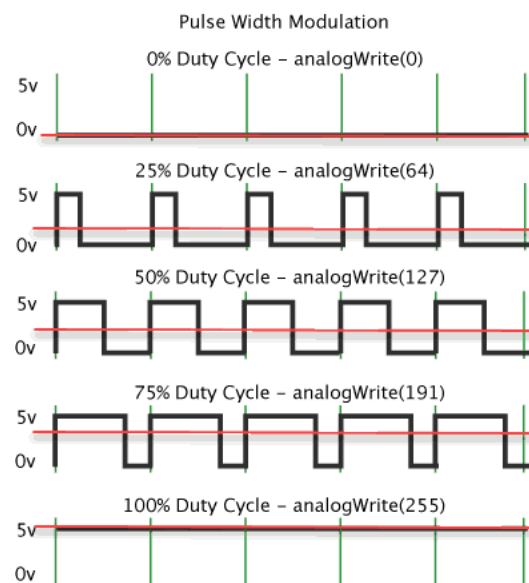 Pulse Width Modulation
0% Duty Cycle – analogWrite(0)
5v
0v
25% Duty Cycle – analogWrite(64)
5v
0v
50% Duty Cycle – analogWrite(127)
5v
0v
75% Duty Cycle – analogWrite(191)
5v
0v
100% Duty Cycle – analogWrite(255)
5v
0v